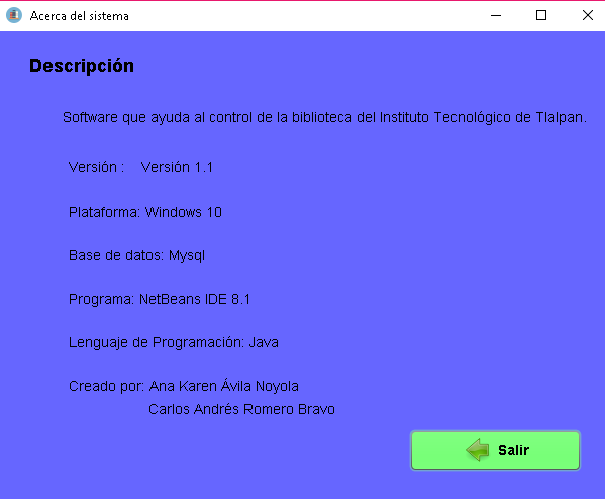 Acerca del sistema
Descripción
Software que ayuda al control de la biblioteca del Instituto Tecnológico de Tlalpan.
Versión :    Versión 1.1
Plataforma: Windows 10
Base de datos: Mysql
Programa: NetBeans IDE 8.1
Lenguaje de Programación: Java
Creado por: Ana Karen Ávila Noyola
Carlos Andrés Romero Bravo
Salir